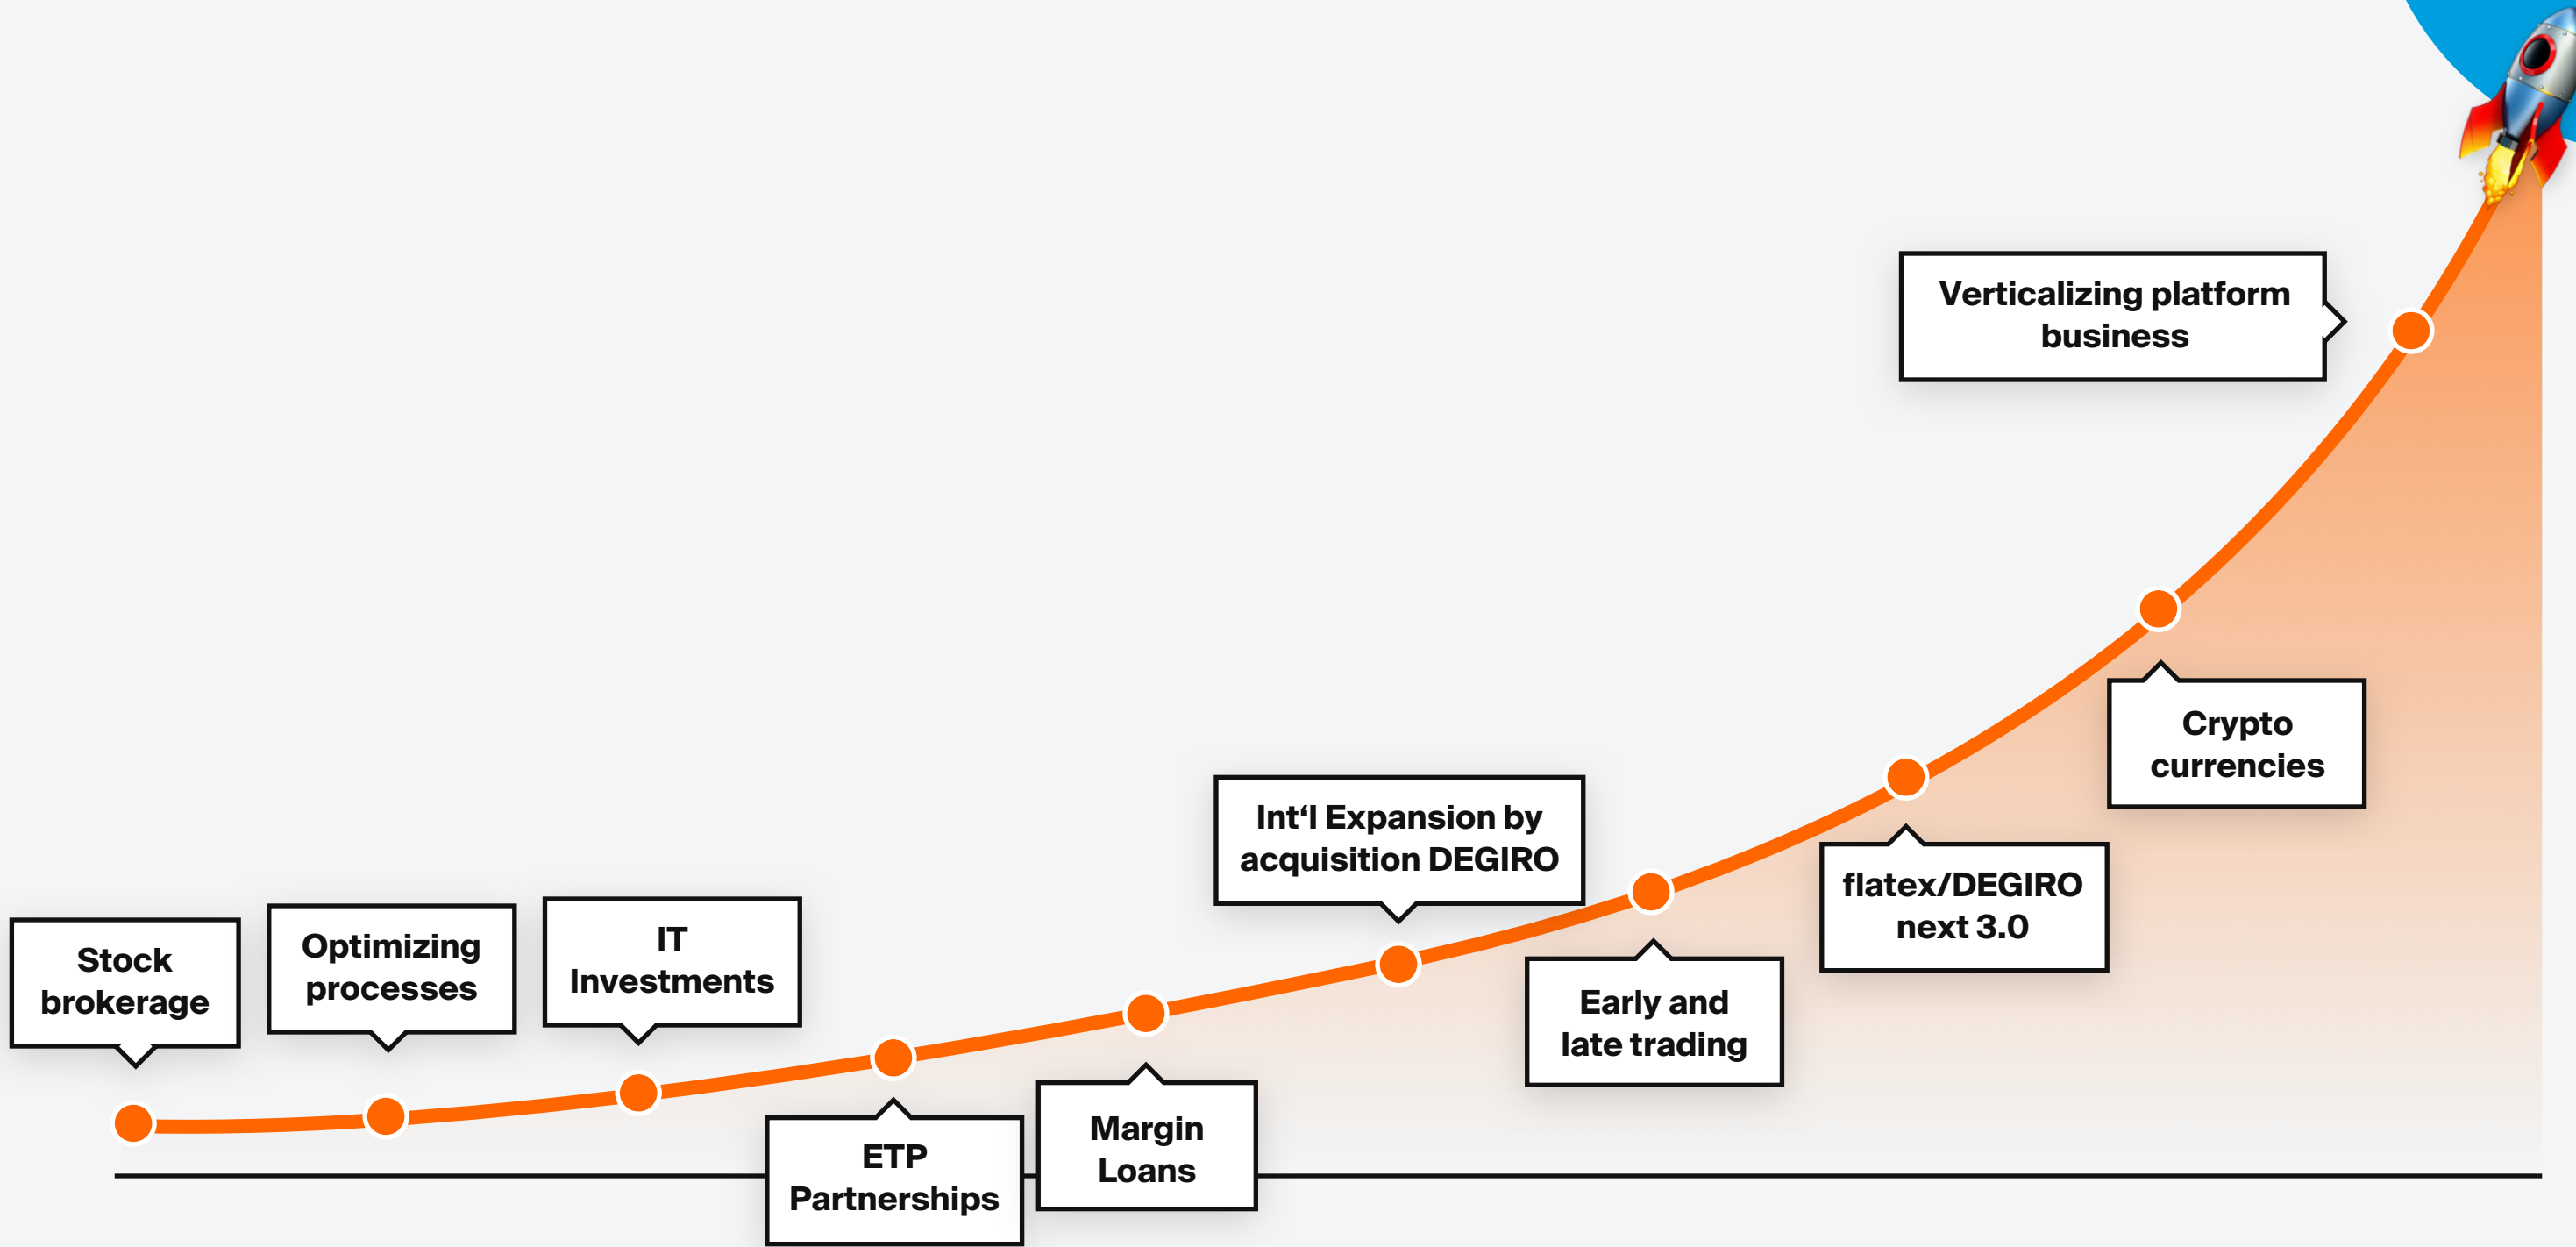 Stock
brokerage
Optimizing
processes
IT
Investments
ETP
Partnerships
Margin
Loans
Int‘l Expansion by
acquisition DEGIRO
Early and
late trading
flatex/DEGIRO
next 3.0
Crypto
currencies
Verticalizing platform
business